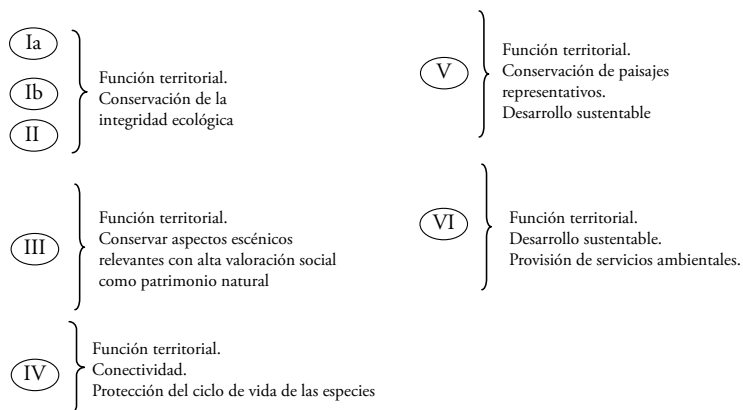 Ia
Ib
II
Función territorial.
Conservación de la
integridad ecológica
III
Función territorial.
Conservar aspectos escénicos
relevantes con alta valoración social
como patrimonio natural
IV
Función territorial.
Conectividad.
Protección del ciclo de vida de las especies
V
Función territorial.
Conservación de paisajes
representativos.
Desarrollo sustentable
VI
Función territorial.
Desarrollo sustentable.
Provisión de servicios ambientales.